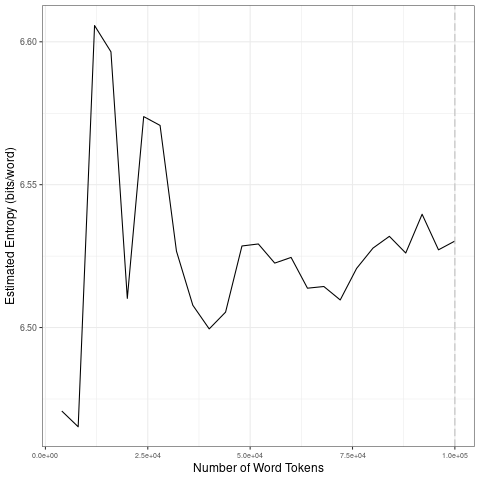 Estimated Entropy (bits/word)
6.60
6.55
6.50
0.0e+00 2.5e+04 5.0e+04 7.5e+04 1.0e+05
Number of Word Tokens